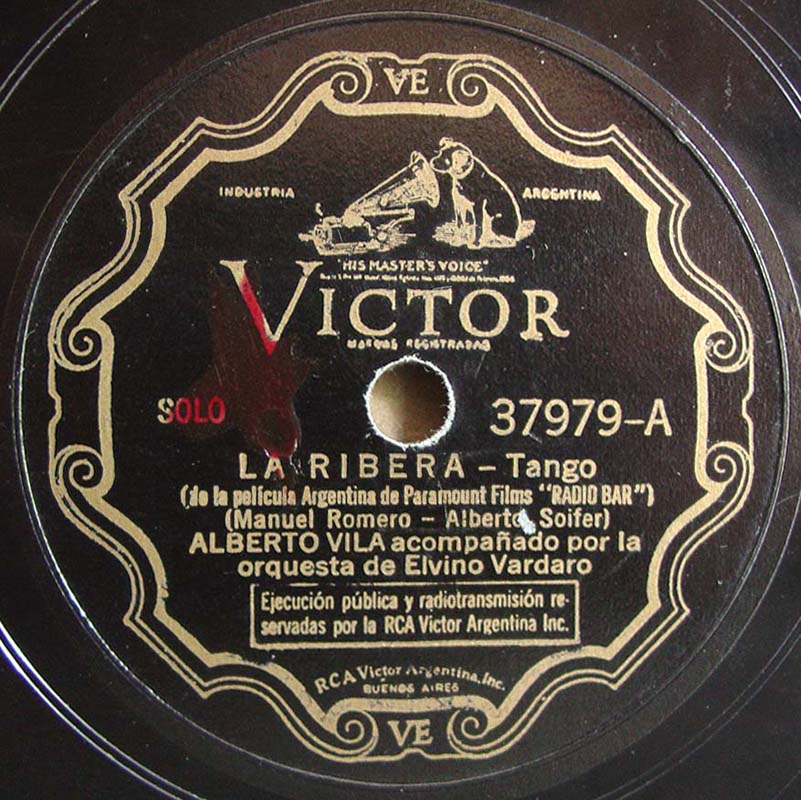 VE
INDUSTRIA ARGENTINA
"HIS MASTER'S VOICE"
VICTOR
MARCAS REGISTRADAS
SOLO 37979-A
LA RIBERA - Tango
(de la película Argentina de Paramount Films "RADIO BAR")
(Manuel Romero - Alberto Soifer)
ALBERTO VILA acompañado por la
orquesta de Elvino Vardaro
Ejecución pública y radiotransmisión re-
servadas por la RCA Victor Argentina Inc.
RCA Victor Argentina, Inc.
BUENOS AIRES
VE